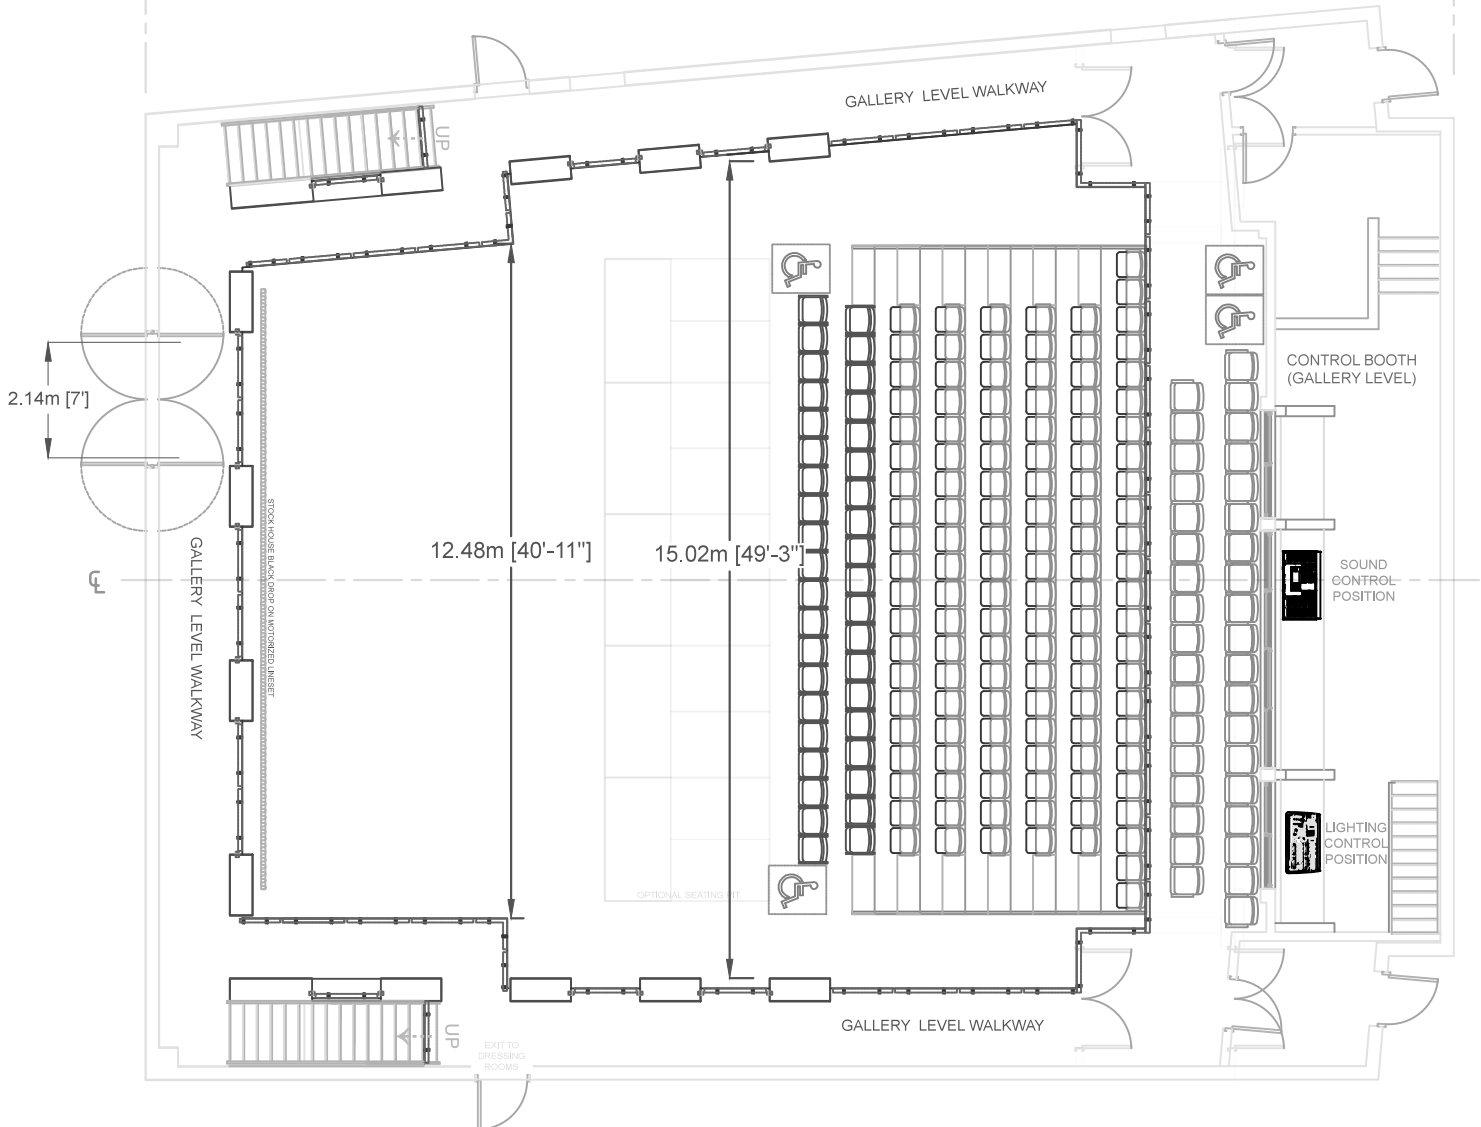 GALLERY LEVEL WALKWAY
UP
CONTROL BOOTH
(GALLERY LEVEL)
2.14m [7']
STOCK HOUSE BLACK DROP ON MOTORIZED LINESET
12.48m [40'-11"]
15.02m [49'-3"]
GALLERY LEVEL WALKWAY
SOUND
CONTROL
POSITION
LIGHTING
CONTROL
POSITION
OPTIONAL SEATING PIT
GALLERY LEVEL WALKWAY
UP
EXIT TO
DRESSING
ROOMS